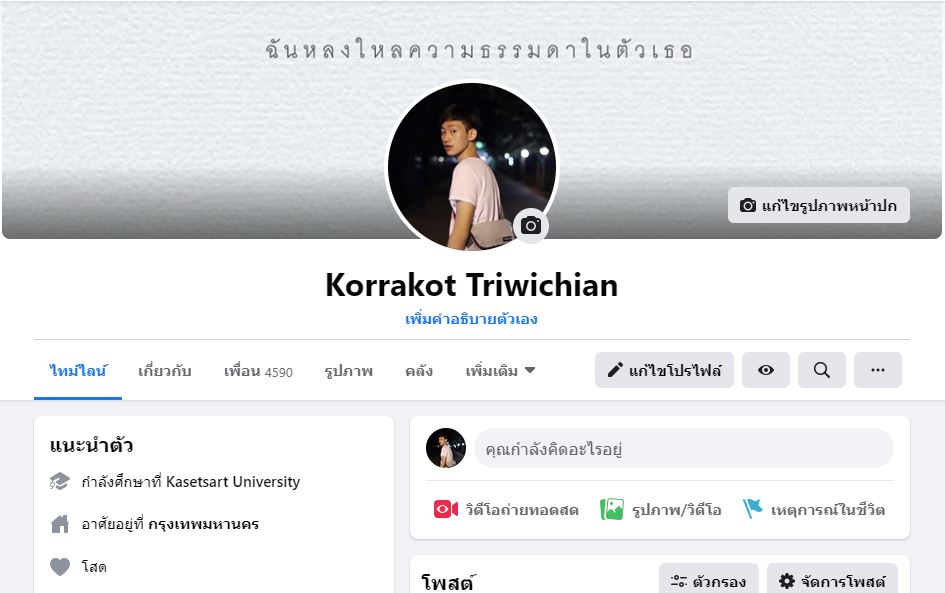 ฉันหลงใหลความธรรมดาในตัวเธอ
แก้ไขรูปภาพหน้าปก
Korrakot Triwichian
เพิ่มคำอธิบายตัวเอง
ไทม์ไลน์ เกี่ยวกับ เพื่อน 4590 รูปภาพ คลัง เพิ่มเติม แก้ไขโปรไฟล์
แนะนำตัว
กำลังศึกษาที่ Kasetsart University
อาศัยอยู่ที่ กรุงเทพมหานคร
โสด
คุณกำลังคิดอะไรอยู่
วิดีโอถ่ายทอดสด รูปภาพ/วิดีโอ เหตุการณ์ในชีวิต
โพสต์ ตัวกรอง จัดการโพสต์